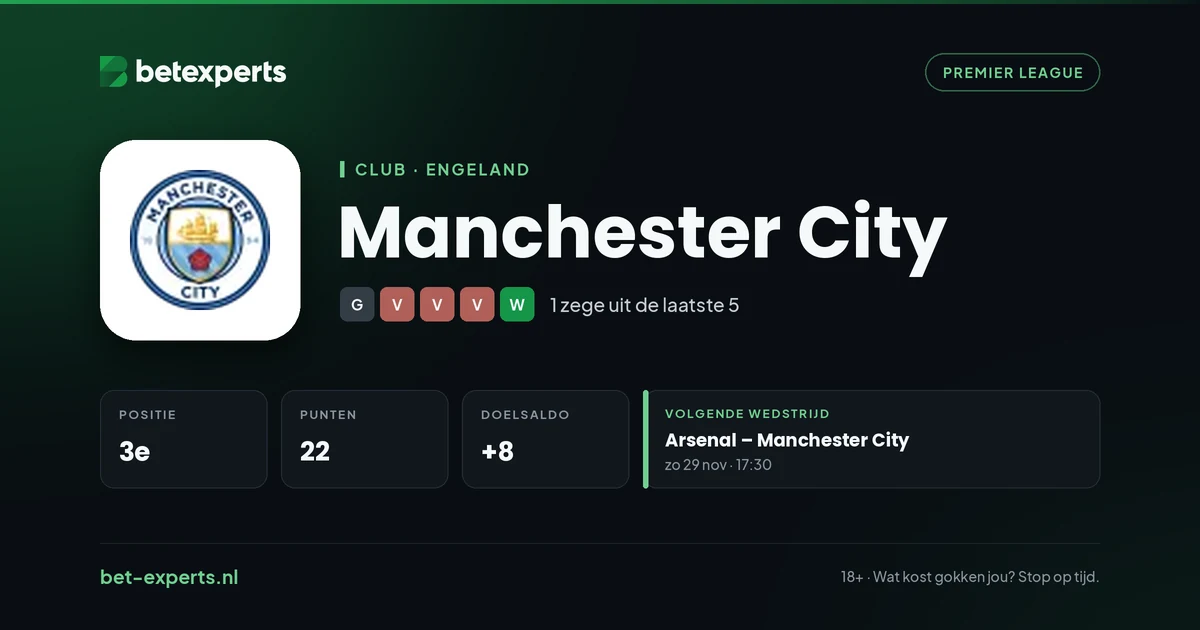 betexperts
PREMIER LEAGUE
MANCHESTER
CITY
CLUB · ENGELAND
Manchester City
G V V V W 1 zege uit de laatste 5
POSITIE
3e
PUNTEN
22
DOELSALDO
+8
VOLGENDE WEDSTRIJD
Arsenal – Manchester City
zo 29 nov · 17:30
bet-experts.nl
18+ · Wat kost gokken jou? Stop op tijd.